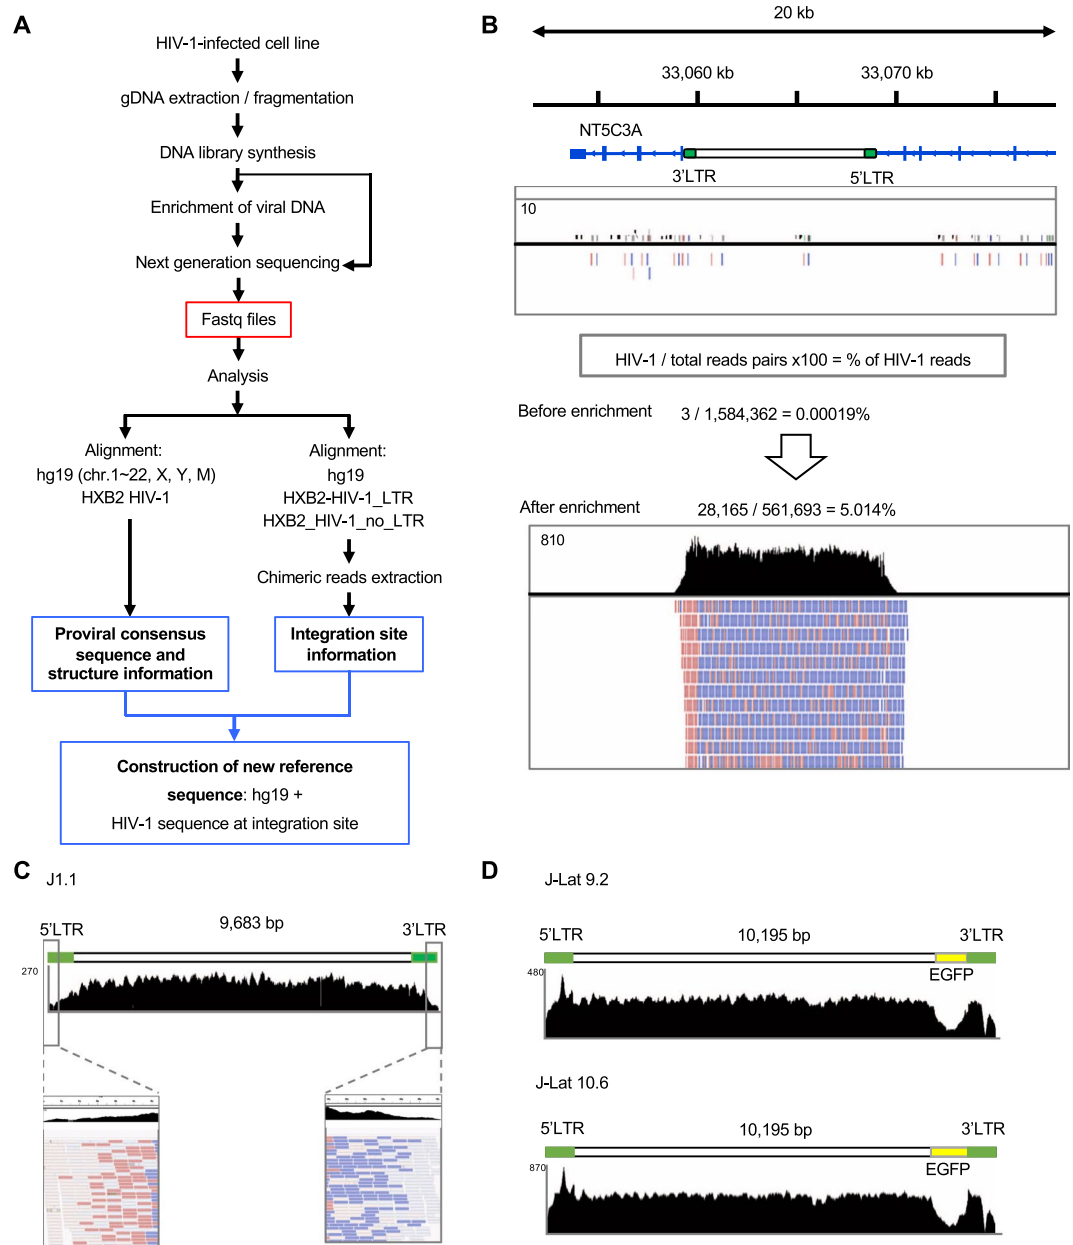 A
HIV-1-infected cell line
gDNA extraction / fragmentation
DNA library synthesis
Enrichment of viral DNA
Next generation sequencing
Fastq files
Analysis
Alignment:
hg19 (chr.1~22, X, Y, M)
HXB2 HIV-1
Alignment:
hg19
HXB2-HIV-1_LTR
HXB2_HIV-1_no_LTR
Chimeric reads extraction
Proviral consensus
sequence and
structure information
Integration site
information
Construction of new reference
sequence: hg19 +
HIV-1 sequence at integration site
B
20 kb
33,060 kb
33,070 kb
NT5C3A
3'LTR
5'LTR
10
HIV-1 / total reads pairs x100 = % of HIV-1 reads
Before enrichment
3 / 1,584,362 = 0.00019%
After enrichment
28,165 / 561,693 = 5.014%
810
C
J1.1
5'LTR
9,683 bp
3'LTR
270
D
J-Lat 9.2
5'LTR
10,195 bp
3'LTR
EGFP
480
J-Lat 10.6
5'LTR
10,195 bp
3'LTR
EGFP
870